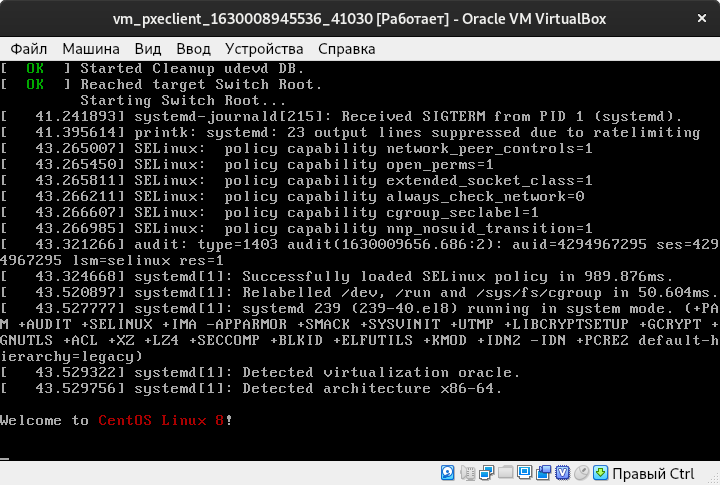 vm_pxeclient_1630008945536_41030 [Работает] - Oracle VM VirtualBox
Файл Машина Вид Ввод Устройства Справка
[  OK  ] Started Cleanup udevd DB.
[  OK  ] Reached target Switch Root.
         Starting Switch Root...
[   41.241893] systemd-journald[215]: Received SIGTERM from PID 1 (systemd).
[   41.395614] printk: systemd: 23 output lines suppressed due to ratelimiting
[   43.265007] SELinux:  policy capability network_peer_controls=1
[   43.265450] SELinux:  policy capability open_perms=1
[   43.265811] SELinux:  policy capability extended_socket_class=1
[   43.266211] SELinux:  policy capability always_check_network=0
[   43.266607] SELinux:  policy capability cgroup_seclabel=1
[   43.266985] SELinux:  policy capability nnp_nosuid_transition=1
[   43.321266] audit: type=1403 audit(1630009656.686:2): auid=4294967295 ses=429
4967295 lsm=selinux res=1
[   43.324668] systemd[1]: Successfully loaded SELinux policy in 989.876ms.
[   43.520897] systemd[1]: Relabelled /dev, /run and /sys/fs/cgroup in 50.604ms.
[   43.527777] systemd[1]: systemd 239 (239-40.el8) running in system mode. (+PA
M +AUDIT +SELINUX +IMA -APPARMOR +SMACK +SYSVINIT +UTMP +LIBCRYPTSETUP +GCRYPT +
GNUTLS +ACL +XZ +LZ4 +SECCOMP +BLKID +ELFUTILS +KMOD +IDN2 -IDN +PCRE2 default-h
ierarchy=legacy)
[   43.529322] systemd[1]: Detected virtualization oracle.
[   43.529756] systemd[1]: Detected architecture x86-64.
Welcome to CentOS Linux 8!
Правый Ctrl